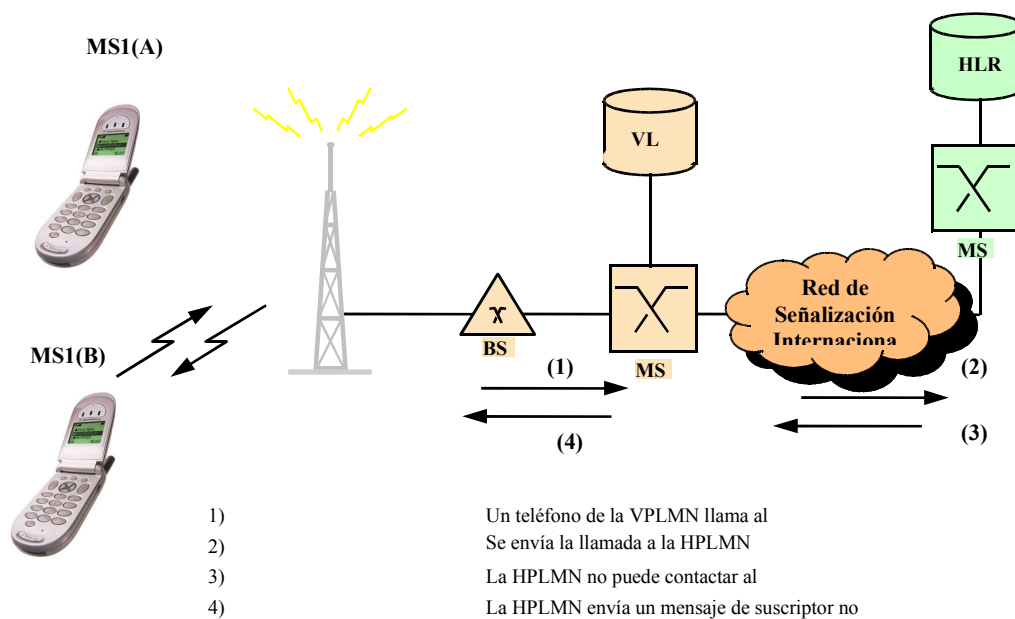 MS1(A)
HLR
VL
MS
Red de
Señalización
Internaciona
MS1(B)
BS
(1)
MS
(2)
(4)
(3)
1) Un teléfono de la VPLMN llama al
2) Se envía la llamada a la HPLMN
3) La HPLMN no puede contactar al
4) La HPLMN envía un mensaje de suscriptor no